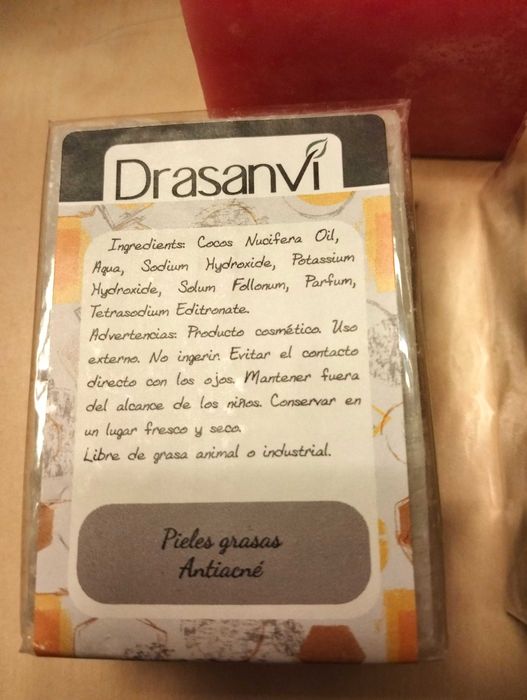 Drasanvi
Ingredients: Cocos Nucifera Oil,
Aqua, Sodium Hydroxide, Potassium
Hydroxide, Solum Follonum, Parfum,
Tetrasodium Editronate.
Advertencias: Producto cosmético. Uso
externo. No ingerir. Evitar el contacto
directo con los ojos. Mantener fuera
del alcance de los niños. Conservar en
un lugar fresco y seco.
Libre de grasa animal o industrial.
Pieles grasas
Antiacné